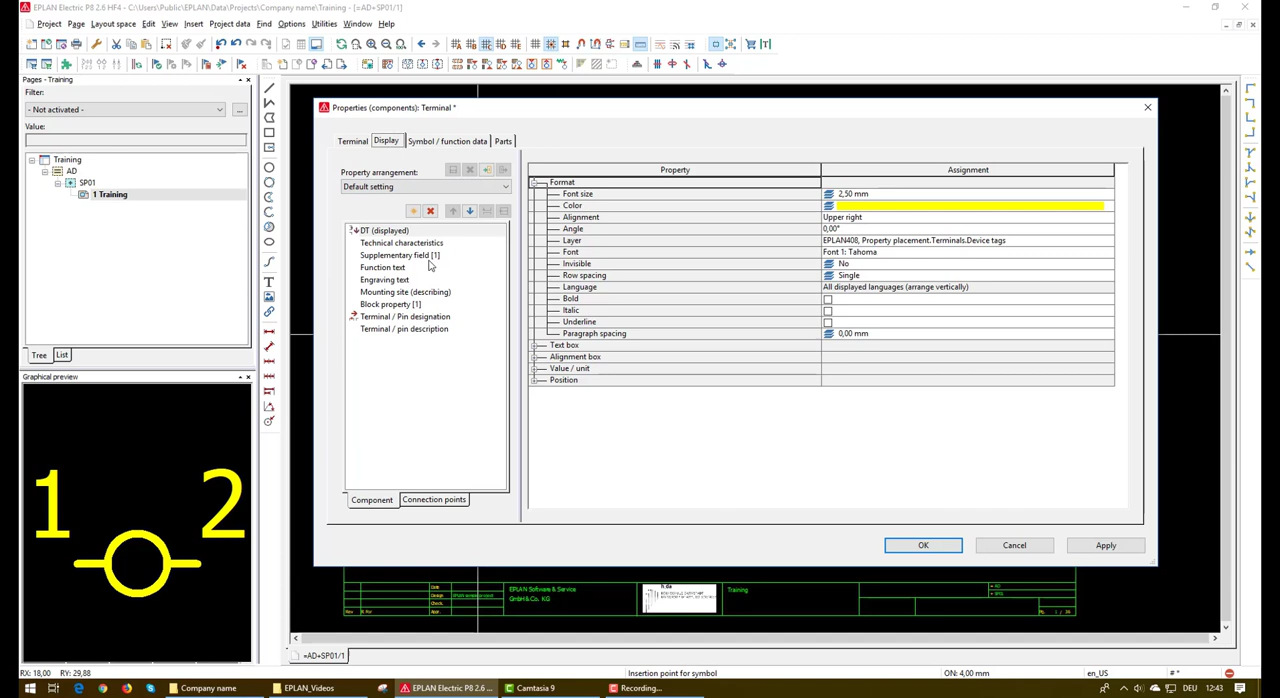 EPLAN Electric P8 2.6 HF4 - C:\Users\Public\EPLAN\Data\Projects\Company name\Training - [=AD+SP01/1]
Project Page Layout space Edit View Insert Project data Find Options Utilities Window Help
Pages - Training
Filter:
- Not activated -
...
Value:
Training
AD
SP01
1 Training
Tree List
Graphical preview
1 2
Properties (components): Terminal *
Terminal Display Symbol / function data Parts
Property arrangement:
Default setting
DT (displayed)
Technical characteristics
Supplementary field [1]
Function text
Engraving text
Mounting site (describing)
Block property [1]
Terminal / Pin designation
Terminal / pin description
Component Connection points
Property Assignment
Format
Font size 2,50 mm
Color
Alignment Upper right
Angle 0,00°
Layer EPLAN408, Property placement.Terminals.Device tags
Font Font 1: Tahoma
Invisible No
Row spacing Single
Language All displayed languages (arrange vertically)
Bold
Italic
Underline
Paragraph spacing 0,00 mm
Text box
Alignment box
Value / unit
Position
OK Cancel Apply
EPLAN Software & Service
GmbH & Co. KG
h.da
Training
=AD+SP01/1
RX: 18,00 RY: 29,88 Insertion point for symbol ON: 4,00 mm en_US # *
Company name EPLAN_Videos EPLAN Electric P8 2.6 ... Camtasia 9 Recording... DEU 12:43